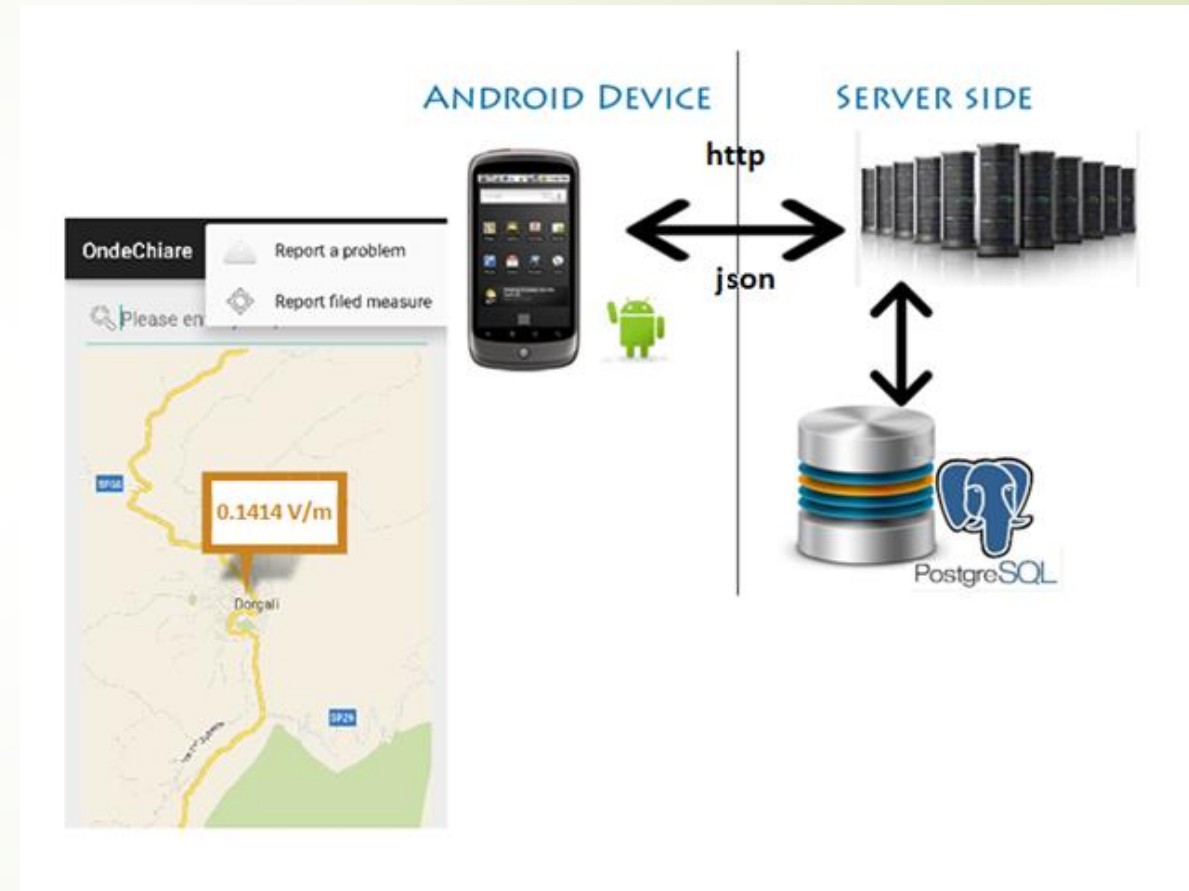 ANDROID DEVICE
SERVER SIDE
http
json
OndeChiare
Report a problem
Report filed measure
Please en
0.1414 V/m
Dorgali
SP29
PostgreSQL